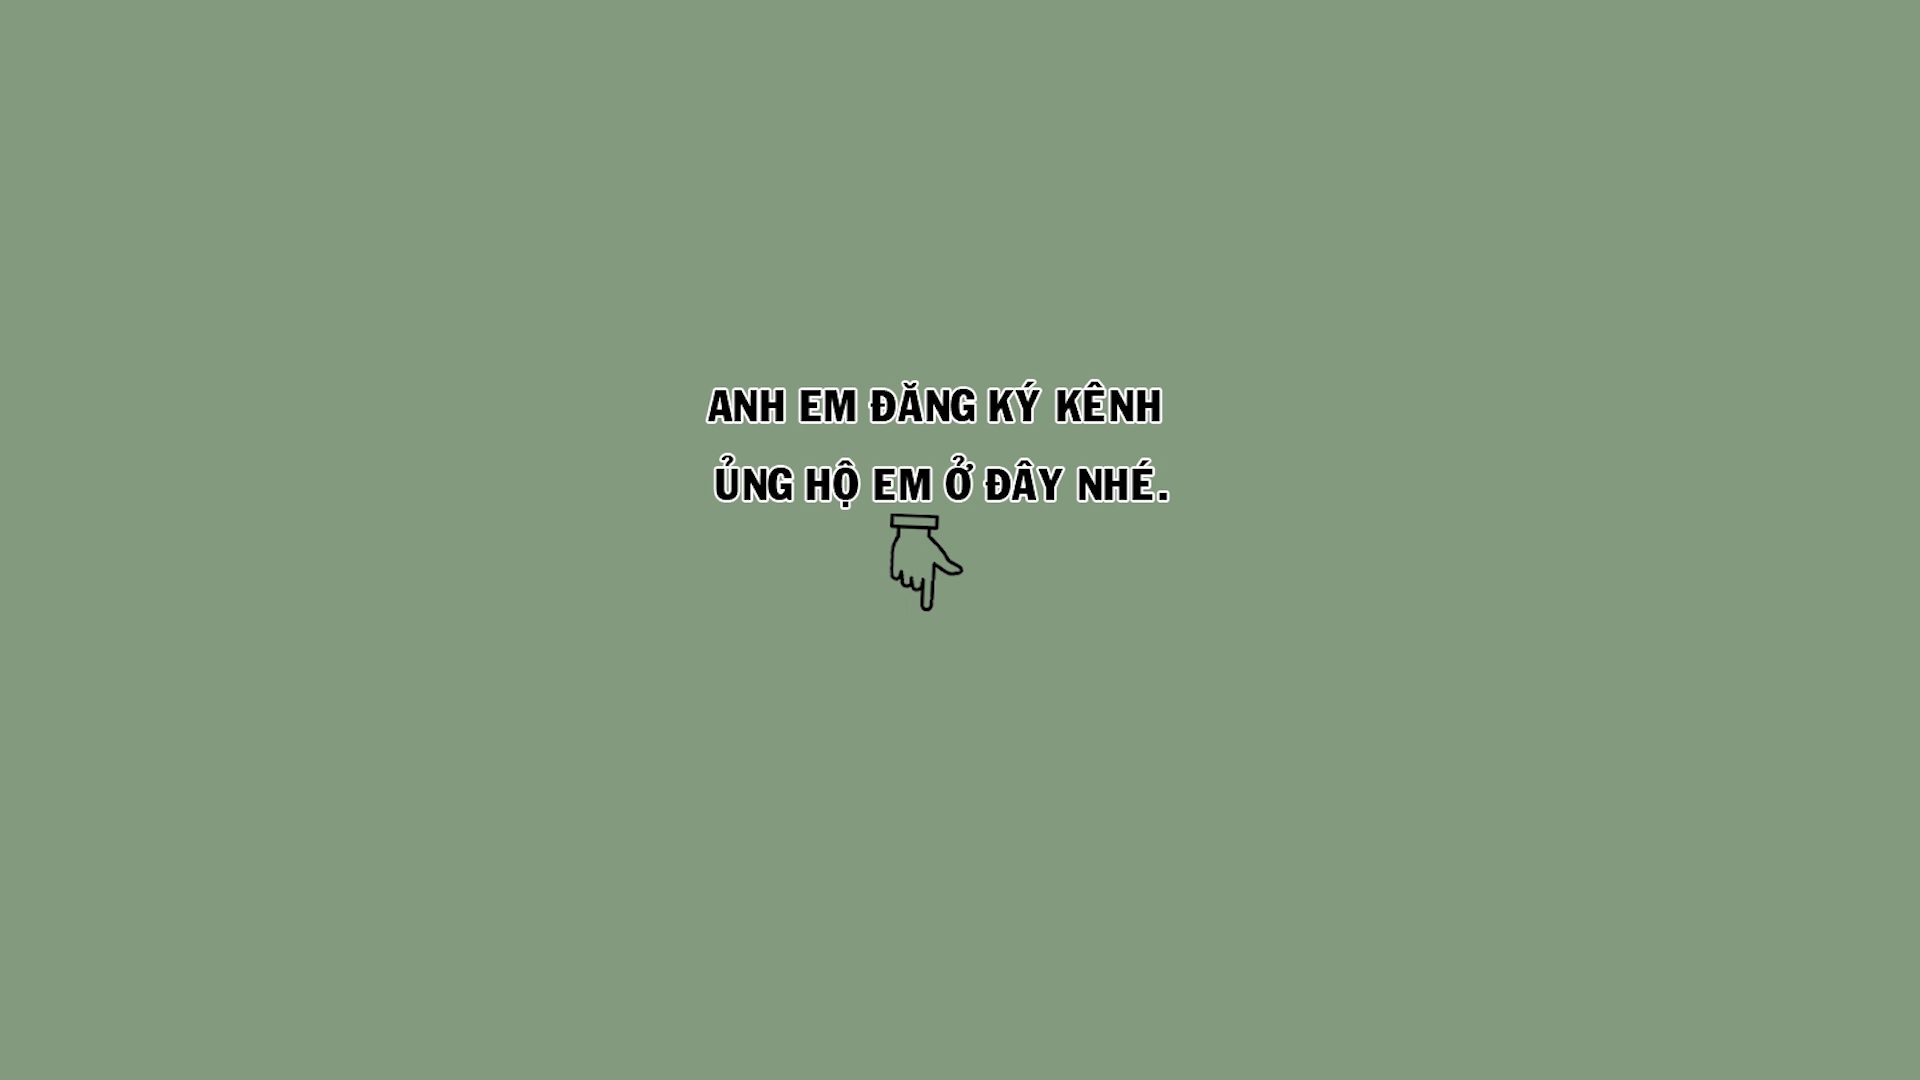 ANH EM ĐĂNG KÝ KÊNH
ỦNG HỘ EM Ở ĐÂY NHÉ.